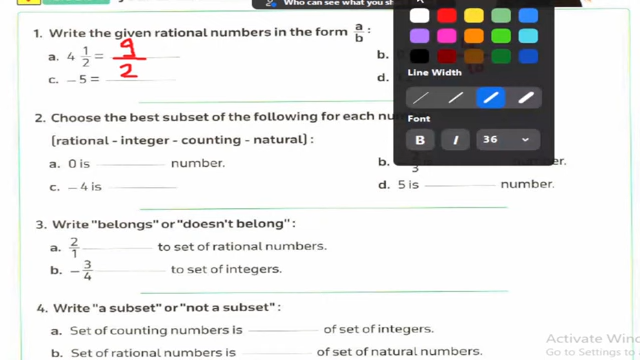 Who can see what you sh
1. Write the given rational numbers in the form a/b:
a. 4 1/2 = 9/2
b.
c. -5 =
d.
Line Width
Font
B I 36
2. Choose the best subset of the following for each nu
(rational - integer - counting - natural):
a. 0 is number.
b. number.
c. -4 is
d. 5 is number.
3. Write "belongs" or "doesn't belong":
a. 2/1 to set of rational numbers.
b. -3/4 to set of integers.
4. Write "a subset" or "not a subset":
a. Set of counting numbers is of set of integers.
b. Set of rational numbers is of set of natural numbers.
Activate Wind
Go to Settings to